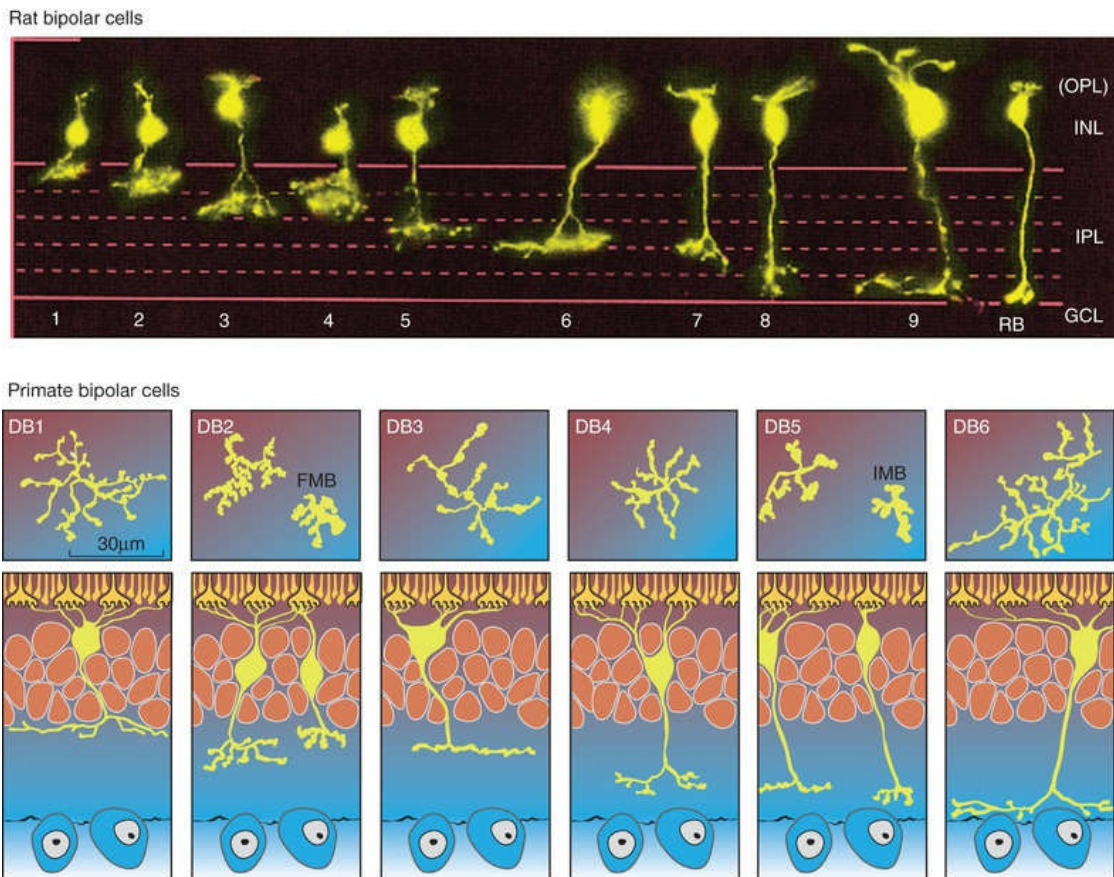 Rat bipolar cells
(OPL)
INL
IPL
GCL
1 2 3 4 5 6 7 8 9 RB
Primate bipolar cells
DB1 DB2 DB3 DB4 DB5 DB6
FMB IMB
30μm